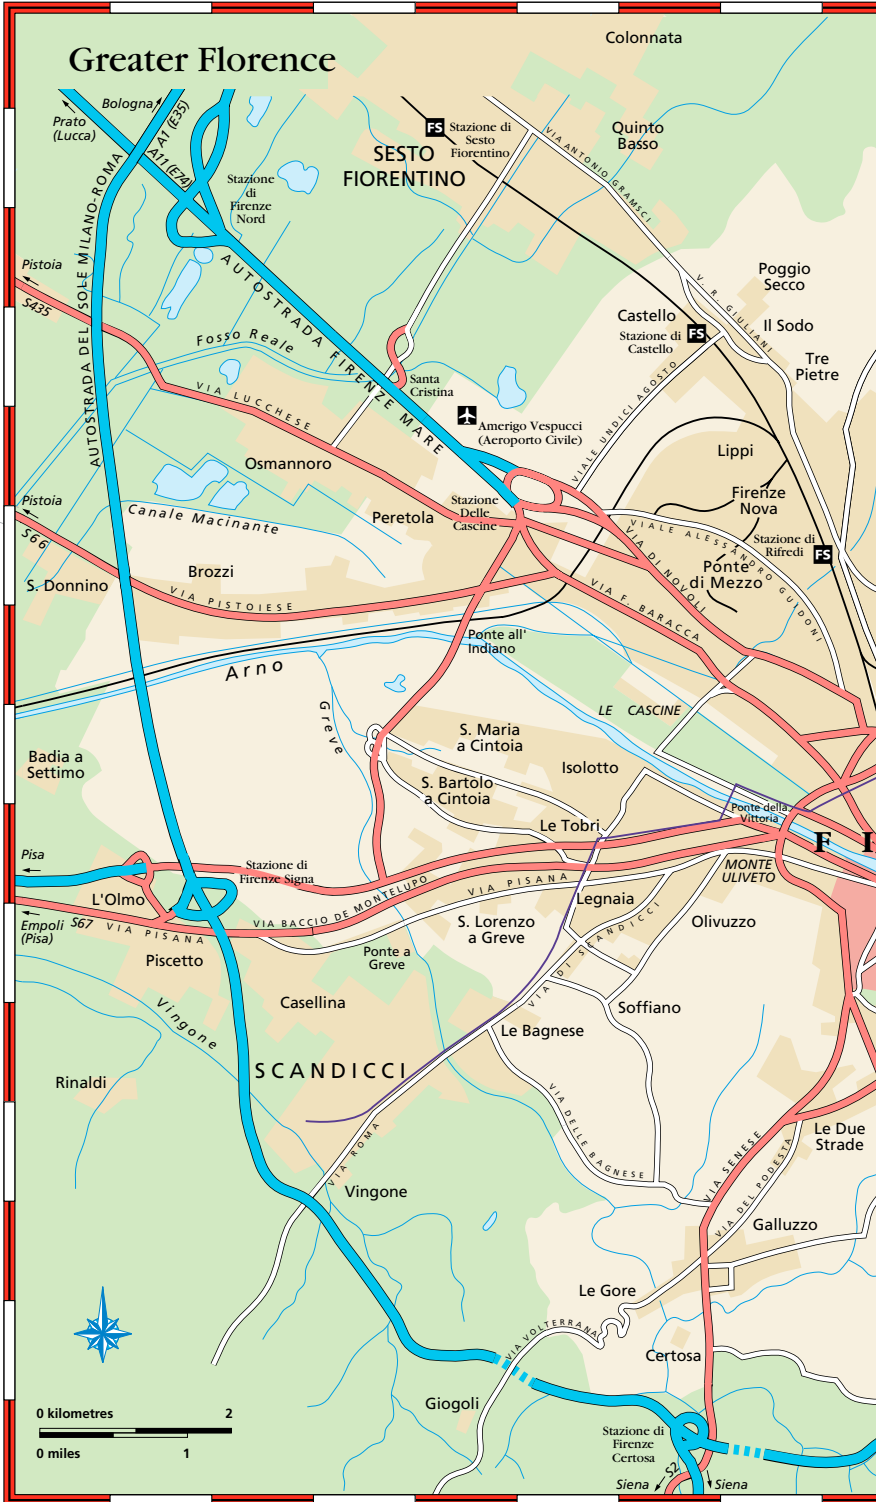 Greater Florence
Colonnata
Bologna
Prato
(Lucca)
A1 (E35)
A11 (E74)
FS
Stazione di
Sesto
Fiorentino
Quinto
Basso
SESTO
FIORENTINO
VIA ANTONIO GRAMSCI
Stazione
di
Firenze
Nord
AUTOSTRADA DEL SOLE MILANO-ROMA
AUTOSTRADA FIRENZE MARE
Pistoia
S435
Poggio
Secco
V. R. GIULIANI
Castello
Stazione di
Castello
FS
Il Sodo
Fosso Reale
Tre
Pietre
VIA LUCCHESE
Santa
Cristina
VIALE UNDICI AGOSTO
Amerigo Vespucci
(Aeroporto Civile)
Lippi
Osmannoro
Pistoia
S66
Canale Macinante
Peretola
Stazione
Delle
Cascine
Firenze
Nova
VIALE ALESSANDRO GUIDONI
Stazione di
Rifredi
FS
VIA DI NOVOLI
S. Donnino
Brozzi
Ponte
di Mezzo
VIA PISTOIESE
VIA F. BARACCA
Ponte all'
Indiano
Arno
Greve
LE CASCINE
S. Maria
a Cintoia
Badia a
Settimo
Isolotto
S. Bartolo
a Cintoia
Ponte della
Vittoria
Le Tobri
F I
Pisa
Stazione di
Firenze Signa
MONTE
ULIVETO
L'Olmo
VIA BACCIO DE MONTELUPO
VIA PISANA
Legnaia
Empoli
(Pisa)
S67
VIA PISANA
S. Lorenzo
a Greve
Olivuzzo
VIA DI SCANDICCI
Piscetto
Ponte a
Greve
Casellina
Soffiano
Vingone
Le Bagnese
SCANDICCI
Rinaldi
VIA DELLE BAGNESE
Le Due
Strade
VIA ROMA
VIA SENESE
VIA DEL PODESTA
Vingone
Galluzzo
Le Gore
VIA VOLTERRANA
Certosa
Giogoli
0 kilometres 2
0 miles 1
Stazione di
Firenze
Certosa
S2
Siena
Siena